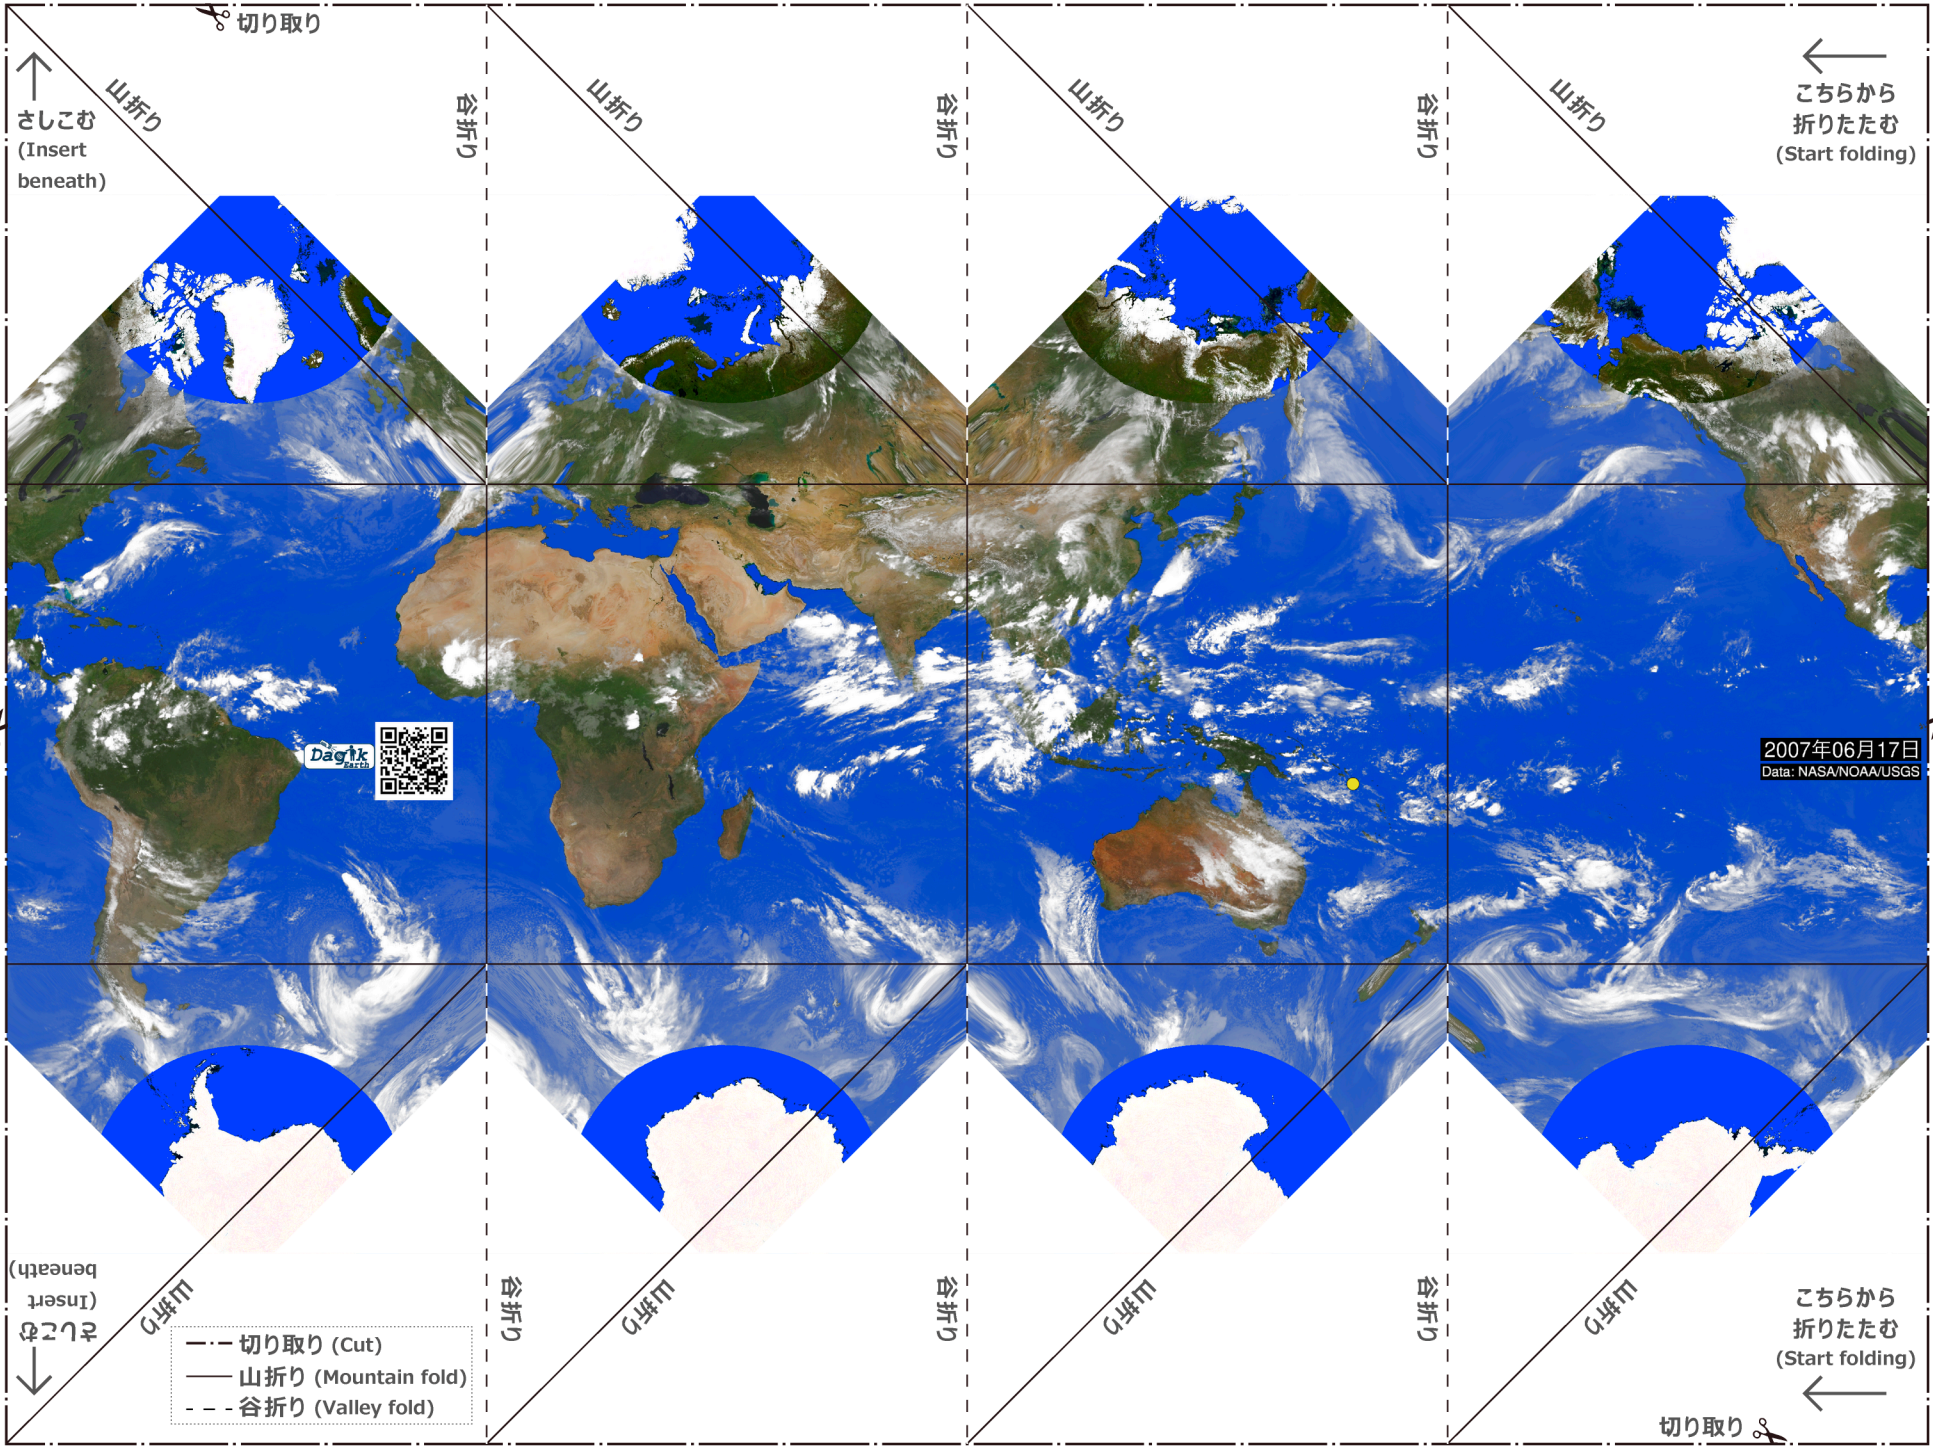 切り取り
山折り
谷折り
山折り
谷折り
山折り
谷折り
山折り
さしこむ
(Insert
beneath)
こちらから
折りたたむ
(Start folding)
Dagik
Earth
2007年06月17日
Data: NASA/NOAA/USGS
さしこむ
(Insert
beneath)
山折り
谷折り
山折り
谷折り
山折り
谷折り
山折り
こちらから
折りたたむ
(Start folding)
切り取り (Cut)
山折り (Mountain fold)
谷折り (Valley fold)
切り取り